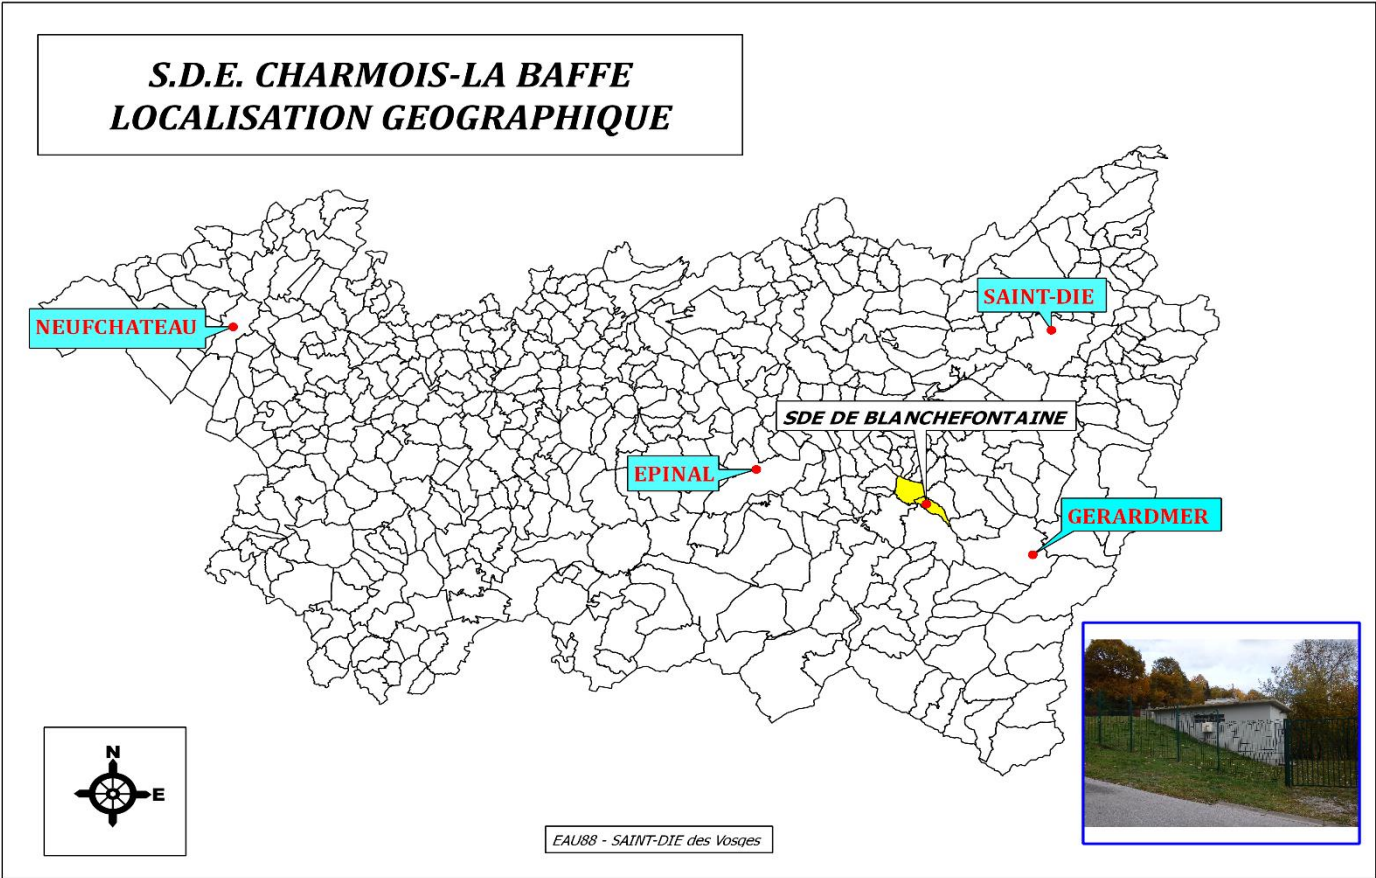 S.D.E. CHARMOIS-LA BAFFE
LOCALISATION GEOGRAPHIQUE
SAINT-DIE
NEUFCHATEAU
SDE DE BLANCHEFONTAINE
EPINAL
GERARDMER
N
E
EAU88 - SAINT-DIE des Vosges